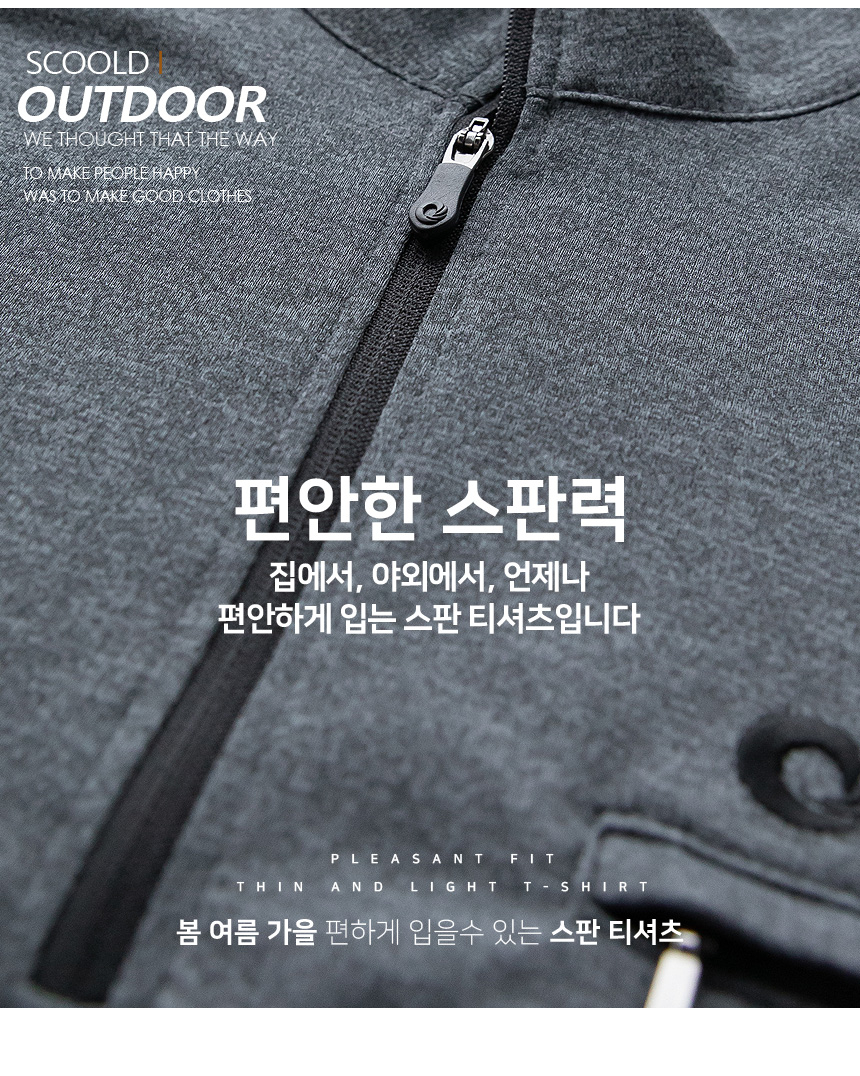 SCOOLD
OUTDOOR
WE THOUGHT THAT THE WAY
TO MAKE PEOPLE HAPPY
WAS TO MAKE GOOD CLOTHES
편안한 스판력
집에서, 야외에서, 언제나
편안하게 입는 스판 티셔츠입니다
PLEASANT FIT
THIN AND LIGHT T-SHIRT
봄 여름 가을 편하게 입을수 있는 스판 티셔츠